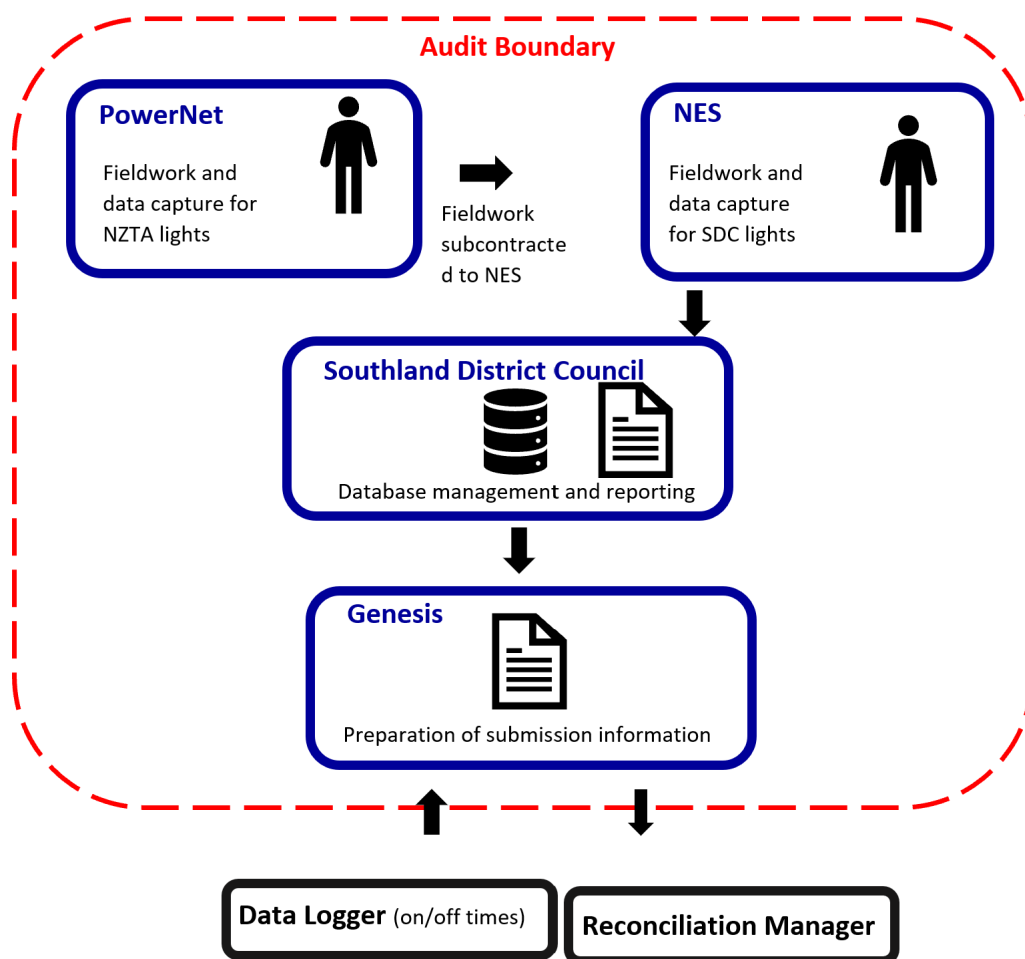 Audit Boundary
PowerNet
Fieldwork and
data capture for
NZTA lights
Fieldwork
subcontracte
d to NES
NES
Fieldwork and
data capture
for SDC lights
Southland District Council
Database management and reporting
Genesis
Preparation of submission information
Data Logger (on/off times)
Reconciliation Manager